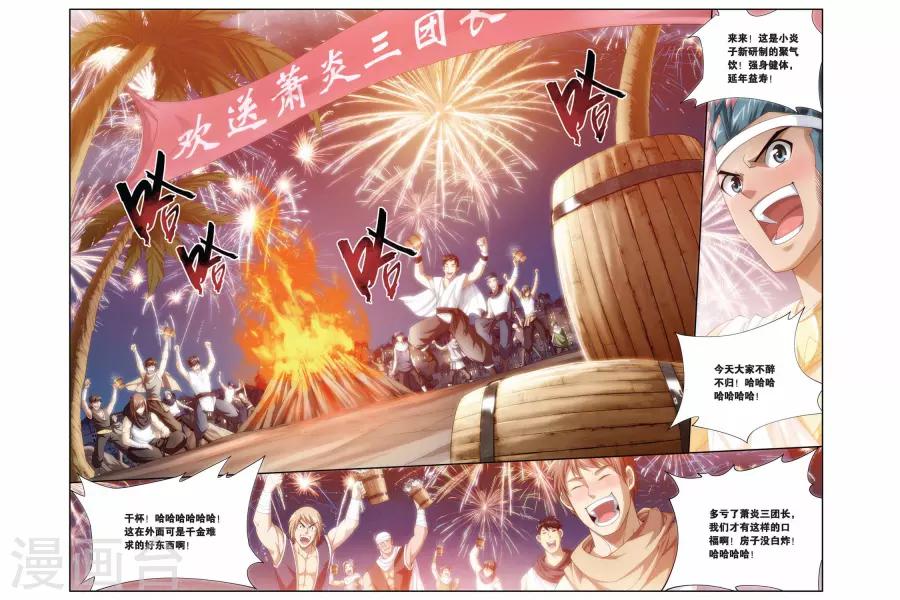 欢送萧炎三团长
来来！这是小炎
子新研制的聚气
饮！强身健体，
延年益寿！
哈
哈
哈
哈
今天大家不醉
不归！哈哈哈
哈哈哈哈！
干杯！哈哈哈哈哈哈！
这在外面可是千金难
求的好东西啊！
多亏了萧炎三团长，
我们才有这样的口
福啊！房子没白炸！
哈哈哈哈！
漫画台